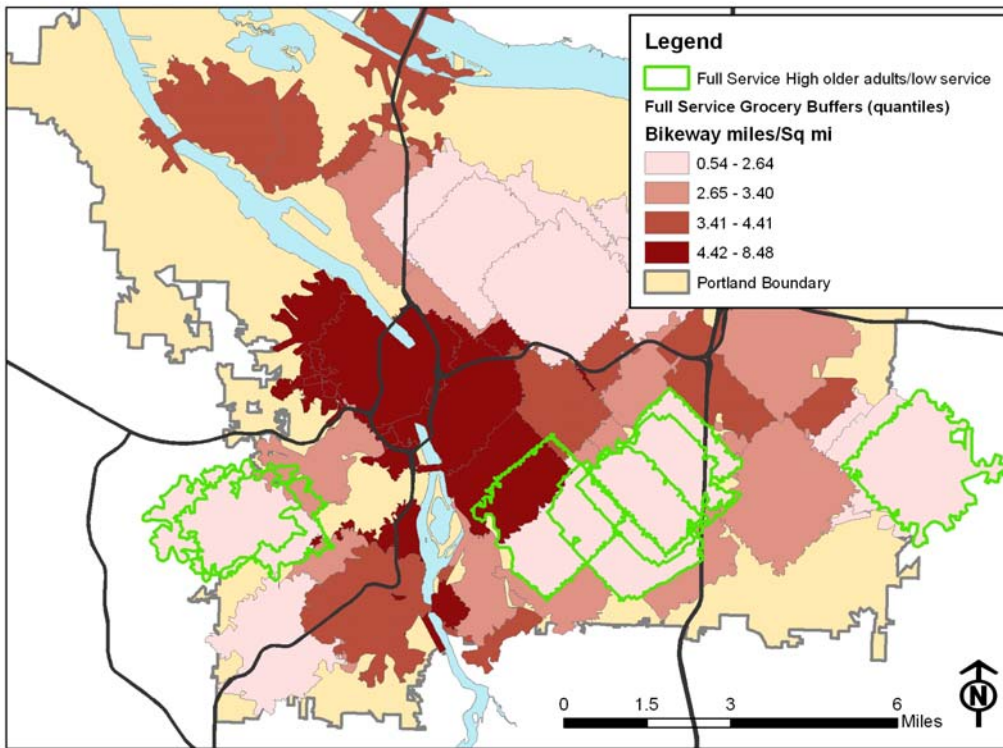 Legend
Full Service High older adults/low service
Full Service Grocery Buffers (quantiles)
Bikeway miles/Sq mi
0.54 - 2.64
2.65 - 3.40
3.41 - 4.41
4.42 - 8.48
Portland Boundary
N
0 1.5 3 6
Miles